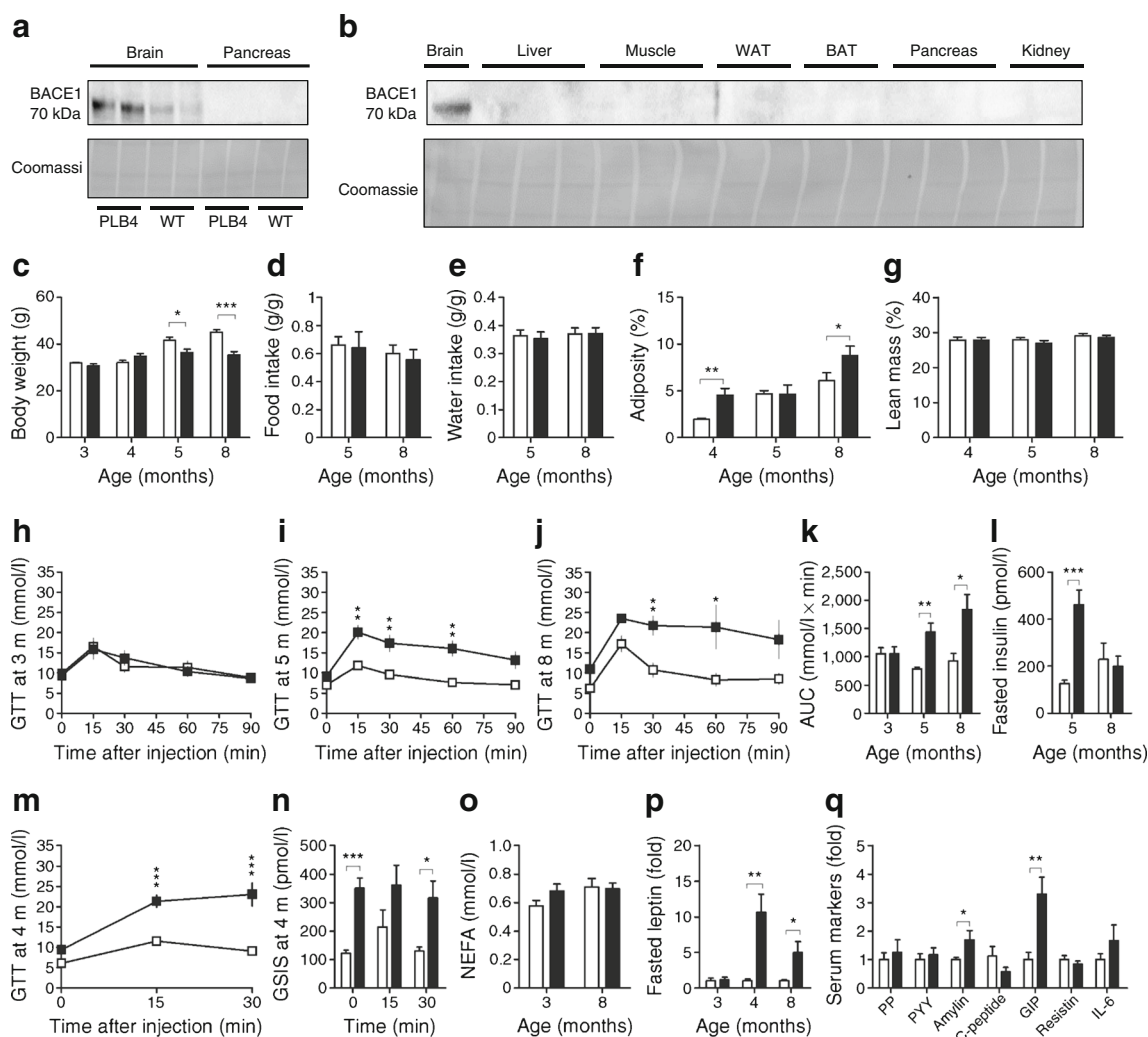 a
Brain Pancreas
BACE1
70 kDa
Coomassi
PLB4 WT PLB4 WT
b
Brain Liver Muscle WAT BAT Pancreas Kidney
BACE1
70 kDa
Coomassie
c
Body weight (g)
60
40
20
0
* ***
3 4 5 8
Age (months)
d
Food intake (g/g)
1
0.8
0.6
0.4
0.2
0
5 8
Age (months)
e
Water intake (g/g)
0.4
0.3
0.2
0.1
0
5 8
Age (months)
f
Adiposity (%)
15
10
5
0
** *
4 5 8
Age (months)
g
Lean mass (%)
40
30
20
10
0
4 5 8
Age (months)
h
GTT at 3 m (mmol/l)
35
30
25
20
15
10
5
0
0 15 30 45 60 75 90
Time after injection (min)
i
GTT at 5 m (mmol/l)
35
30
25
20
15
10
5
0
** ** **
0 15 30 45 60 75 90
Time after injection (min)
j
GTT at 8 m (mmol/l)
35
30
25
20
15
10
5
0
** *
0 15 30 45 60 75 90
Time after injection (min)
k
AUC (mmol/l × min)
2,500
2,000
1,500
1,000
500
0
** *
3 5 8
Age (months)
l
Fasted insulin (pmol/l)
600
400
200
0
***
5 8
Age (months)
m
GTT at 4 m (mmol/l)
35
30
25
20
15
10
5
0
*** ***
0 15 30
Time after injection (min)
n
GSIS at 4 m (pmol/l)
500
400
300
200
100
0
*** *
0 15 30
Time (min)
o
NEFA (mmol/l)
1.0
0.8
0.6
0.4
0.2
0
3 8
Age (months)
p
Fasted leptin (fold)
20
15
10
5
0
** *
3 4 8
Age (months)
q
Serum markers (fold)
5
4
3
2
1
0
* **
PP PYY Amylin C-peptide GIP Resistin IL-6